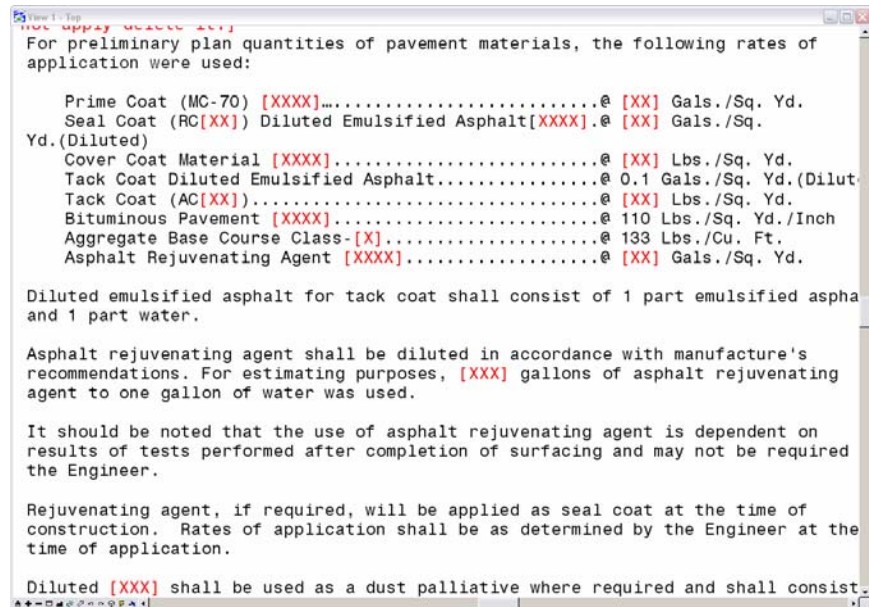 View 1 - Top
not apply delete it.]
For preliminary plan quantities of pavement materials, the following rates of
application were used:
Prime Coat (MC-70) [XXXX]…..........................@ [XX] Gals./Sq. Yd.
Seal Coat (RC[XX]) Diluted Emulsified Asphalt[XXXX].@ [XX] Gals./Sq.
Yd.(Diluted)
Cover Coat Material [XXXX]..........................@ [XX] Lbs./Sq. Yd.
Tack Coat Diluted Emulsified Asphalt................@ 0.1 Gals./Sq. Yd.(Dilut
Tack Coat (AC[XX])..................................@ [XX] Lbs./Sq. Yd.
Bituminous Pavement [XXXX]..........................@ 110 Lbs./Sq. Yd./Inch
Aggregate Base Course Class-[X].....................@ 133 Lbs./Cu. Ft.
Asphalt Rejuvenating Agent [XXXX]...................@ [XX] Gals./Sq. Yd.
Diluted emulsified asphalt for tack coat shall consist of 1 part emulsified aspha
and 1 part water.
Asphalt rejuvenating agent shall be diluted in accordance with manufacture's
recommendations. For estimating purposes, [XXX] gallons of asphalt rejuvenating
agent to one gallon of water was used.
It should be noted that the use of asphalt rejuvenating agent is dependent on
results of tests performed after completion of surfacing and may not be required
the Engineer.
Rejuvenating agent, if required, will be applied as seal coat at the time of
construction.  Rates of application shall be as determined by the Engineer at the
time of application.
Diluted [XXX] shall be used as a dust palliative where required and shall consist